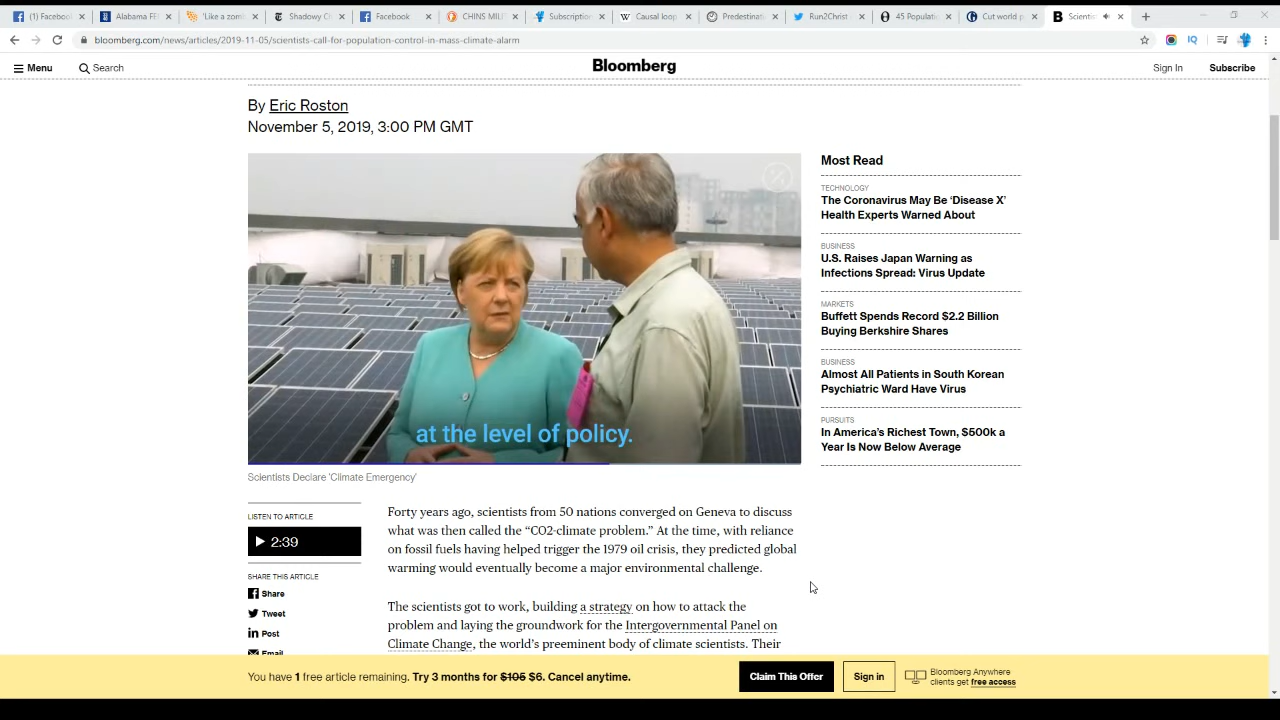 (1) Facebook
Alabama FE
'Like a zom
Shadowy O
Facebook
CHINS MILI
Subscription
Causal loop
Predestinat
Run2Christ
45 Populati
Cut world p
Scientis
bloomberg.com/news/articles/2019-11-05/scientists-call-for-population-control-in-mass-climate-alarm
IQ
Menu
Search
Bloomberg
Sign In
Subscribe
By Eric Roston
November 5, 2019, 3:00 PM GMT
at the level of policy.
Scientists Declare 'Climate Emergency'
Most Read
TECHNOLOGY
The Coronavirus May Be ‘Disease X’
Health Experts Warned About
BUSINESS
U.S. Raises Japan Warning as
Infections Spread: Virus Update
MARKETS
Buffett Spends Record $2.2 Billion
Buying Berkshire Shares
BUSINESS
Almost All Patients in South Korean
Psychiatric Ward Have Virus
PURSUITS
In America’s Richest Town, $500k a
Year Is Now Below Average
LISTEN TO ARTICLE
2:39
SHARE THIS ARTICLE
Share
Tweet
Post
Email
Forty years ago, scientists from 50 nations converged on Geneva to discuss
what was then called the “CO2-climate problem.” At the time, with reliance
on fossil fuels having helped trigger the 1979 oil crisis, they predicted global
warming would eventually become a major environmental challenge.
The scientists got to work, building a strategy on how to attack the
problem and laying the groundwork for the Intergovernmental Panel on
Climate Change, the world’s preeminent body of climate scientists. Their
You have 1 free article remaining. Try 3 months for $105 $6. Cancel anytime.
Claim This Offer
Sign in
Bloomberg Anywhere
clients get free access